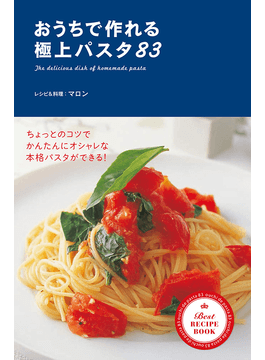 おうちで作れる
極上パスタ83
The delicious dish of homemade pasta
レシピ&料理：マロン
ちょっとのコツで
かんたんにオシャレな
本格パスタができる！
Best
RECIPE
BOOK